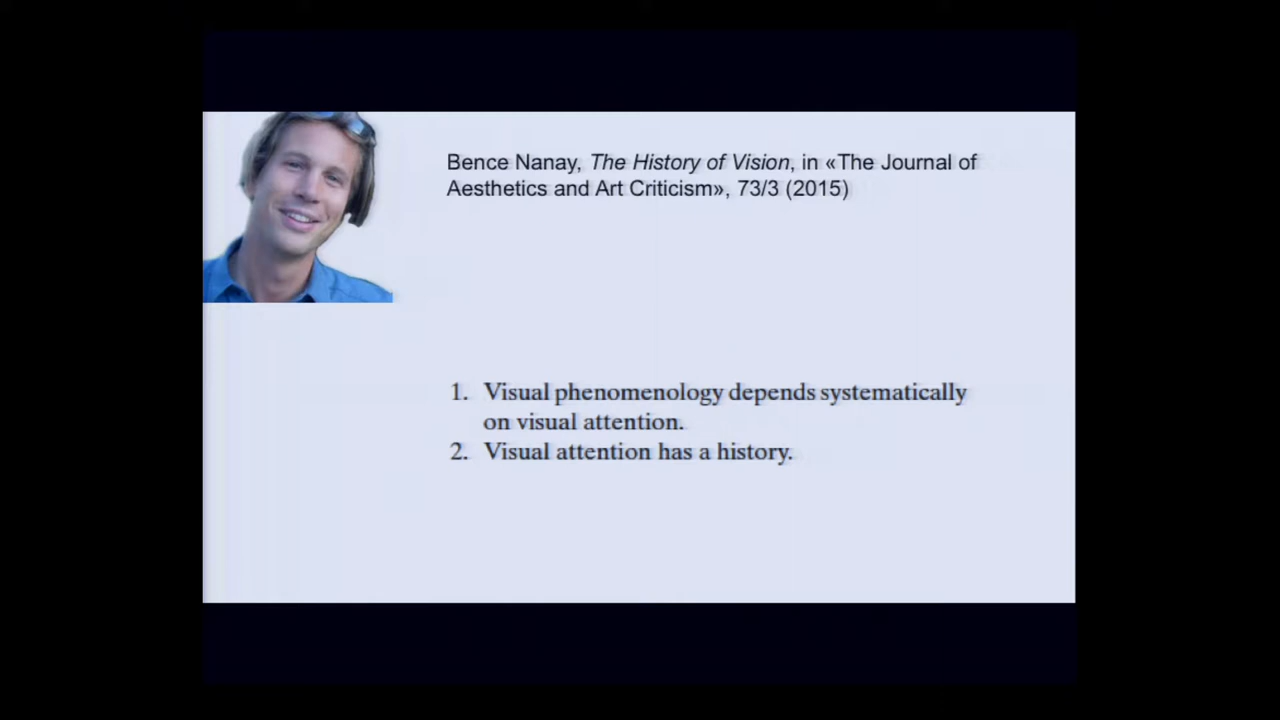 Bence Nanay, The History of Vision, in «The Journal of
Aesthetics and Art Criticism», 73/3 (2015)
1. Visual phenomenology depends systematically
on visual attention.
2. Visual attention has a history.